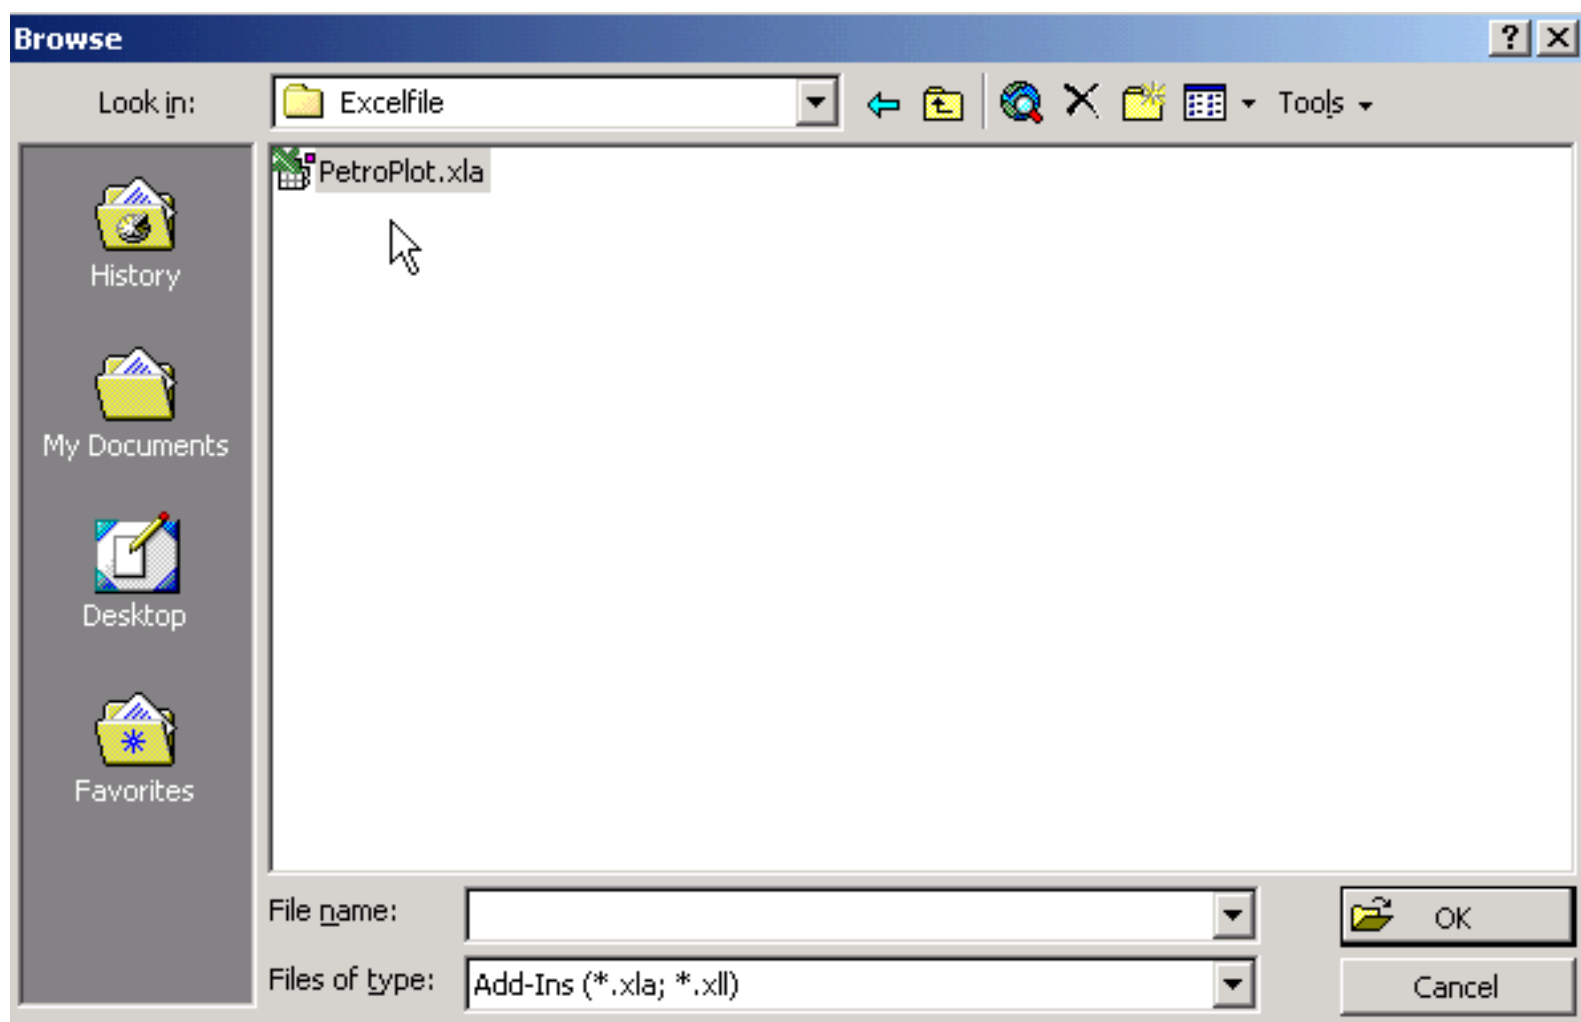 Browse
Look in:
Excelfile
Tools
PetroPlot.xla
History
My Documents
Desktop
Favorites
File name:
OK
Files of type:
Add-Ins (*.xla; *.xll)
Cancel